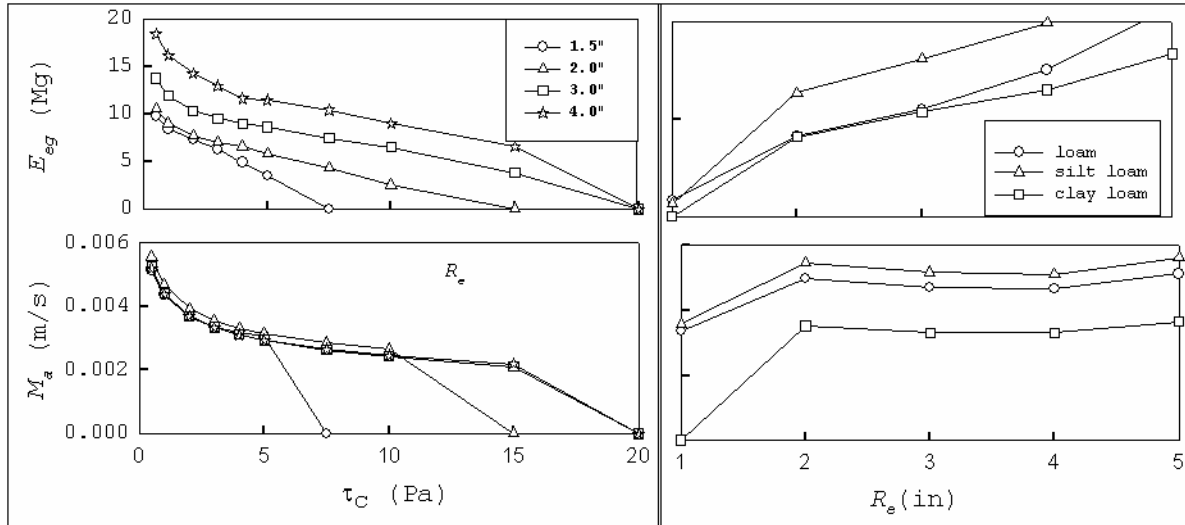 20
15
10
5
0
E_eg (Mg)
1.5"
2.0"
3.0"
4.0"
loam
silt loam
clay loam
0.006
0.004
0.002
0.000
M_a (m/s)
R_e
0 5 10 15 20
τ_C (Pa)
1 2 3 4 5
R_e(in)